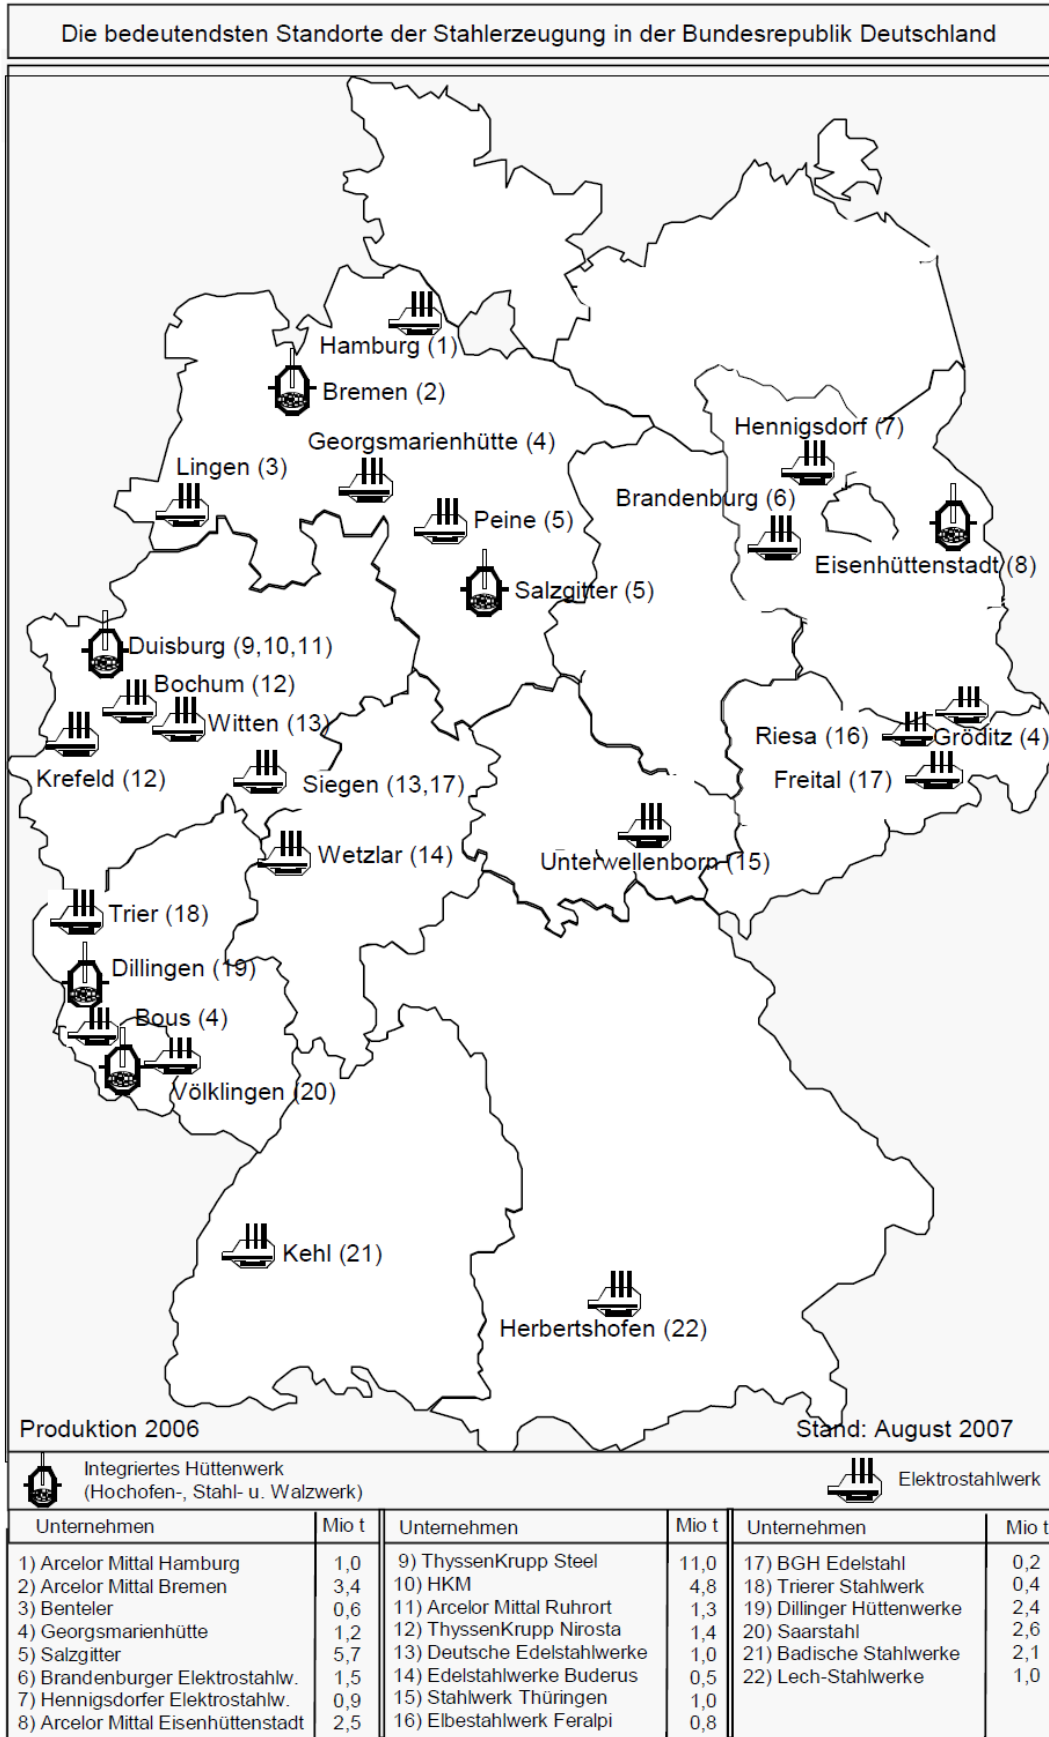 Die bedeutendsten Standorte der Stahlerzeugung in der Bundesrepublik Deutschland
Hamburg (1)
Bremen (2)
Georgsmarienhütte (4)
Lingen (3)
Hennigsdorf (7)
Brandenburg (6)
Peine (5)
Eisenhüttenstadt (8)
Salzgitter (5)
Duisburg (9,10,11)
Bochum (12)
Witten (13)
Riesa (16)
Gröditz (4)
Krefeld (12)
Siegen (13,17)
Freital (17)
Wetzlar (14)
Unterwellenborn (15)
Trier (18)
Dillingen (19)
Bous (4)
Völklingen (20)
Kehl (21)
Herbertshofen (22)
Produktion 2006
Stand: August 2007
Integriertes Hüttenwerk
(Hochofen-, Stahl- u. Walzwerk)
Elektrostahlwerk
Unternehmen Mio t
1) Arcelor Mittal Hamburg 1,0
2) Arcelor Mittal Bremen 3,4
3) Benteler 0,6
4) Georgsmarienhütte 1,2
5) Salzgitter 5,7
6) Brandenburger Elektrostahlw. 1,5
7) Hennigsdorfer Elektrostahlw. 0,9
8) Arcelor Mittal Eisenhüttenstadt 2,5
Unternehmen Mio t
9) ThyssenKrupp Steel 11,0
10) HKM 4,8
11) Arcelor Mittal Ruhrort 1,3
12) ThyssenKrupp Nirosta 1,4
13) Deutsche Edelstahlwerke 1,0
14) Edelstahlwerke Buderus 0,5
15) Stahlwerk Thüringen 1,0
16) Elbestahlwerk Feralpi 0,8
Unternehmen Mio t
17) BGH Edelstahl 0,2
18) Trierer Stahlwerk 0,4
19) Dillinger Hüttenwerke 2,4
20) Saarstahl 2,6
21) Badische Stahlwerke 2,1
22) Lech-Stahlwerke 1,0